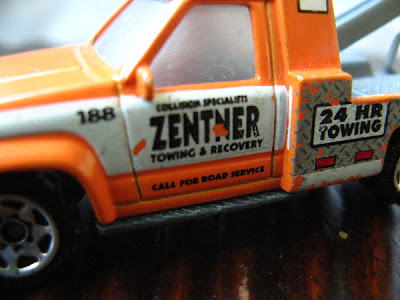 188
COLLISION SPECIALISTS
ZENTNER
TOWING & RECOVERY
CALL FOR ROAD SERVICE
24 HR
TOWING